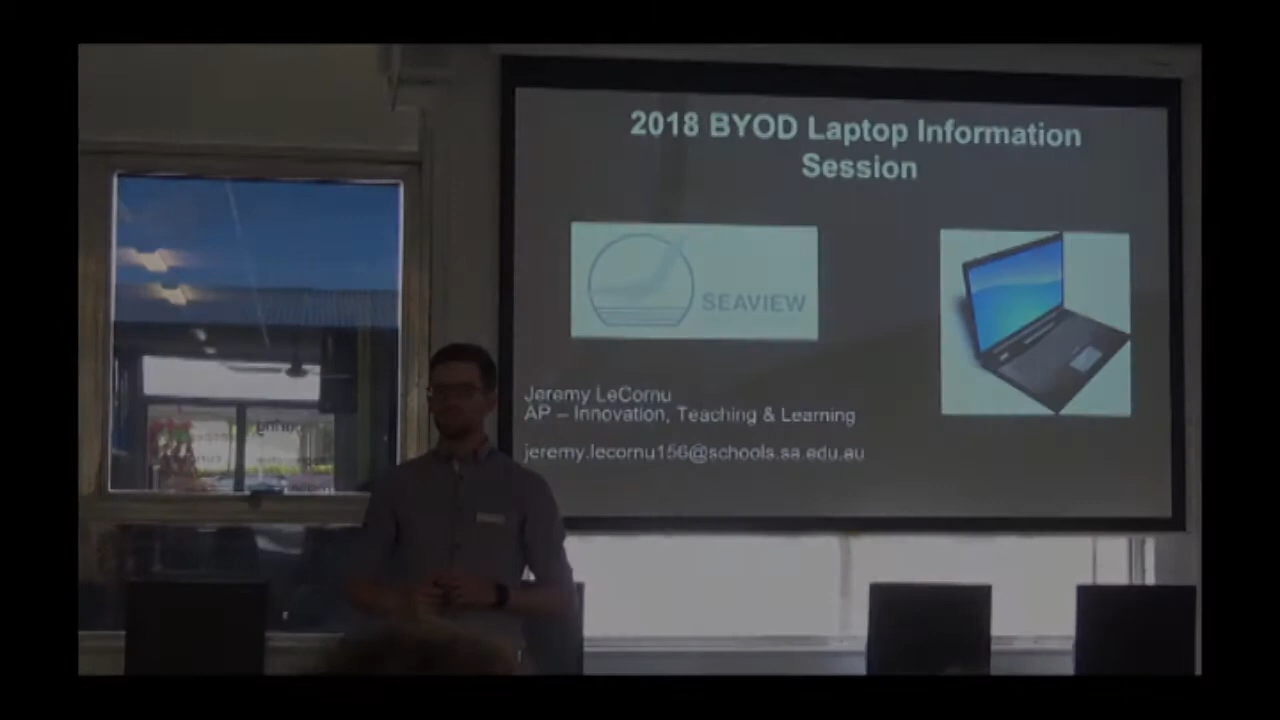 2018 BYOD Laptop Information
Session
SEAVIEW
Jeremy LeCornu
AP – Innovation, Teaching & Learning
jeremy.lecornu156@schools.sa.edu.au